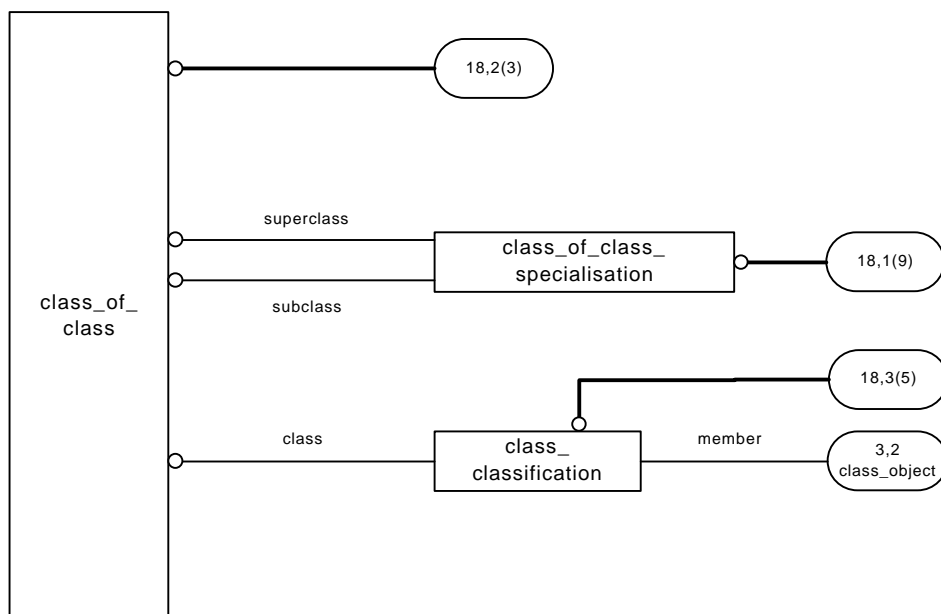 18,2(3)
superclass
class_of_class_
specialisation
18,1(9)
class_of_
class
subclass
18,3(5)
class
class_
classification
member
3,2
class_object